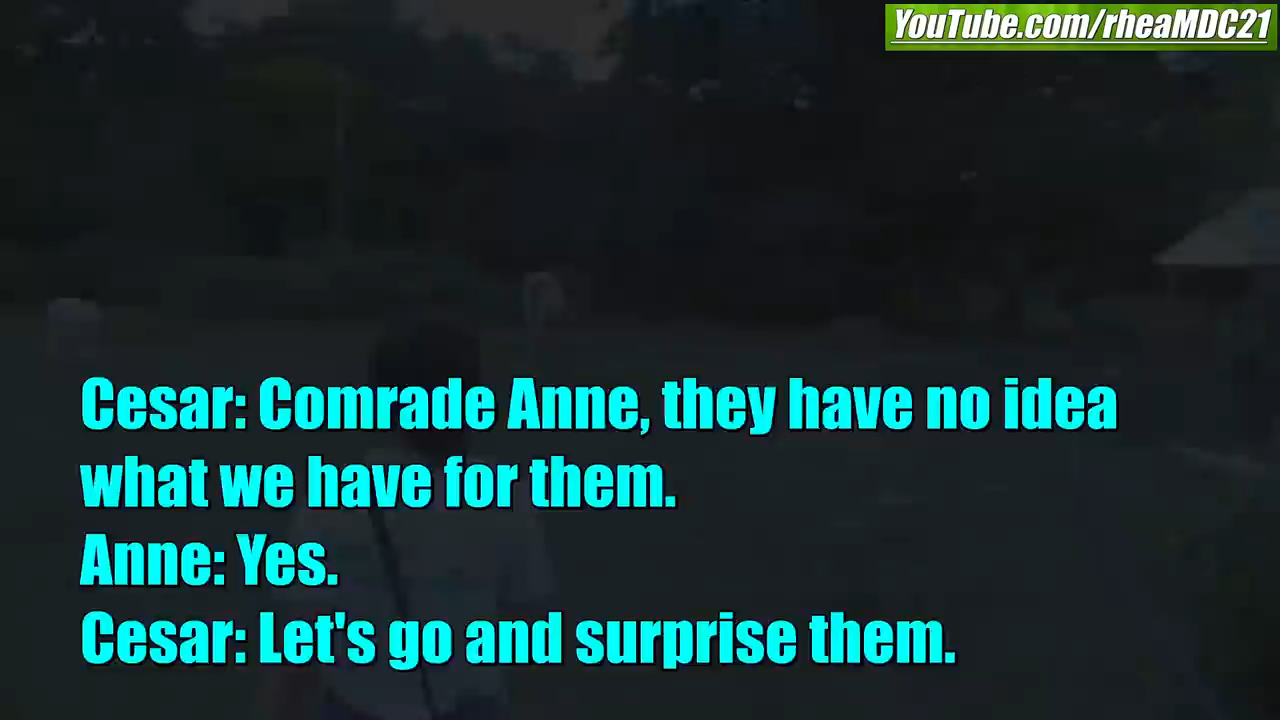 YouTube.com/rheaMDC21
Cesar: Comrade Anne, they have no idea
what we have for them.
Anne: Yes.
Cesar: Let's go and surprise them.